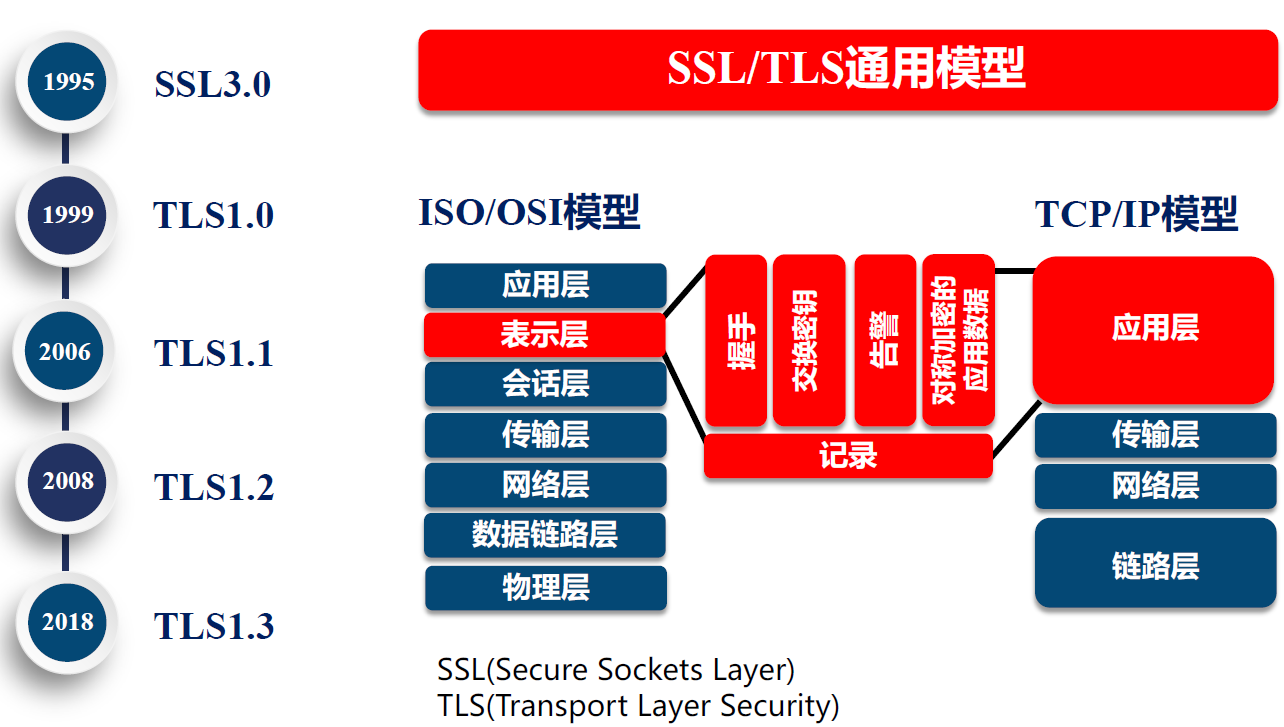 1995
SSL3.0
1999
TLS1.0
2006
TLS1.1
2008
TLS1.2
2018
TLS1.3
SSL/TLS通用模型
ISO/OSI模型
应用层
表示层
会话层
传输层
网络层
数据链路层
物理层
握手
交换密钥
告警
对称加密的
应用数据
记录
TCP/IP模型
应用层
传输层
网络层
链路层
SSL(Secure Sockets Layer)
TLS(Transport Layer Security)